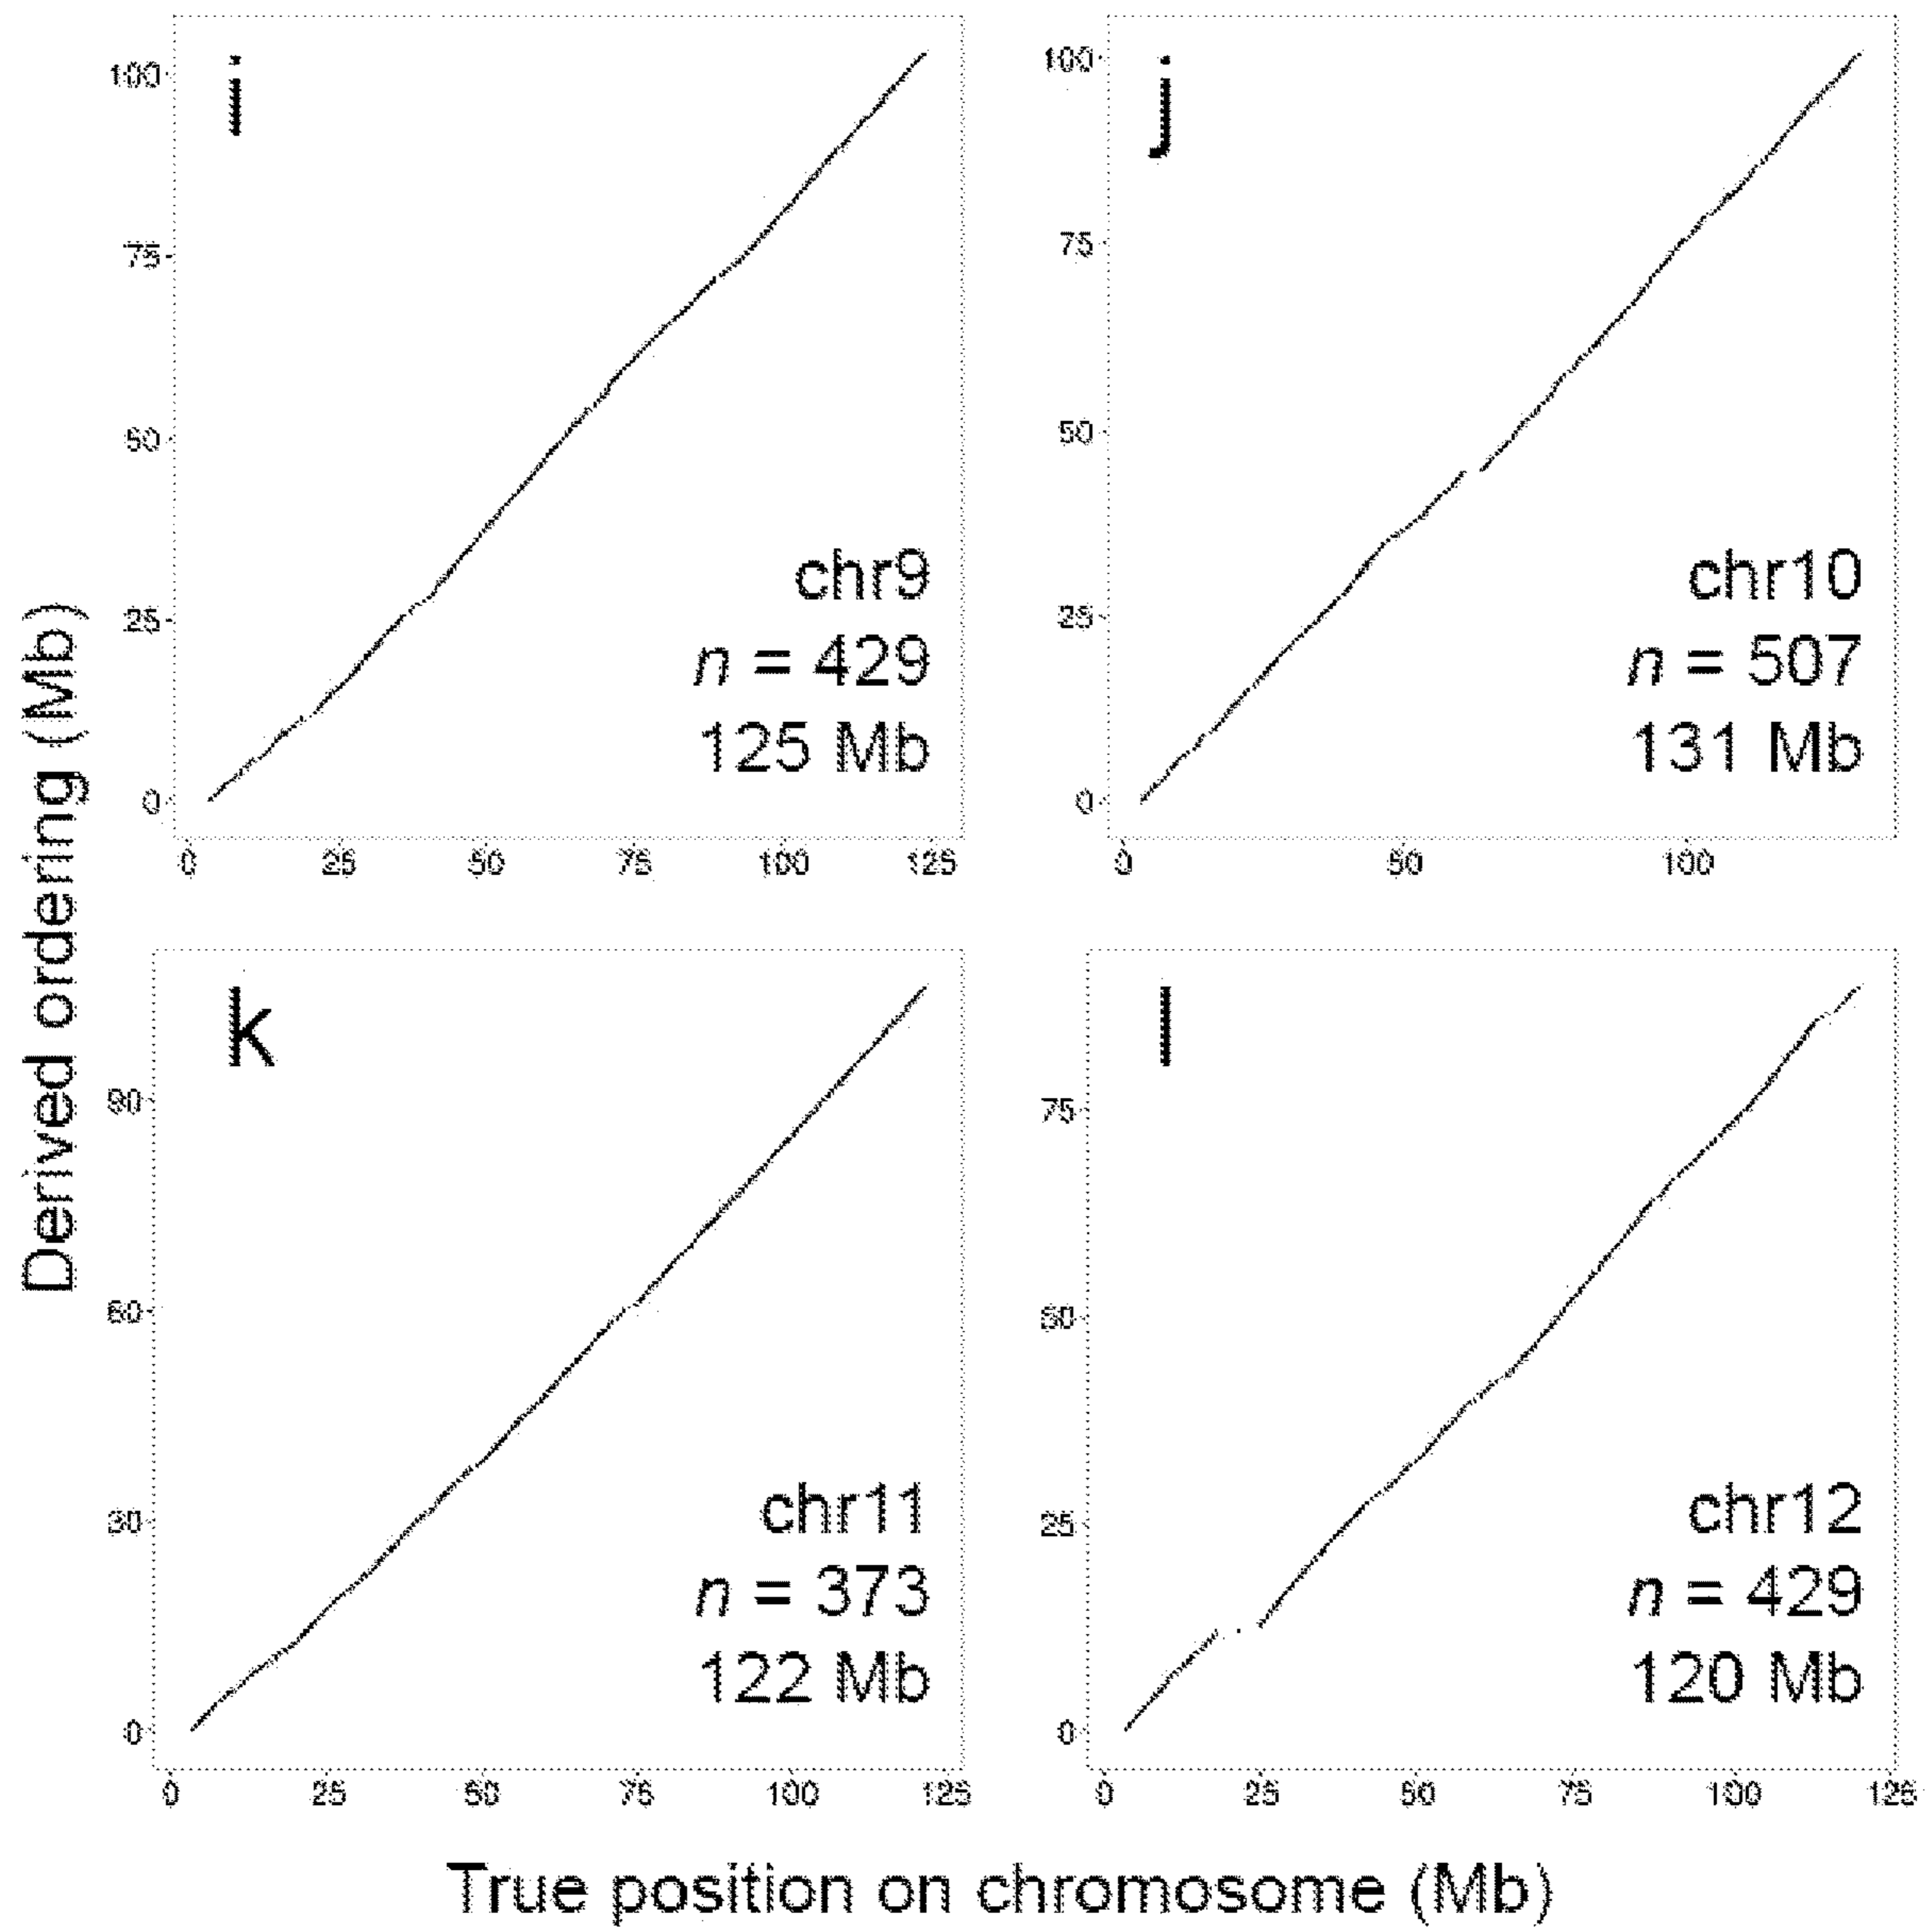 Derived ordering (Mb)
i
100
75
50
25
0
chr9
n = 429
125 Mb
0 25 50 75 100 125
j
100
75
50
25
0
chr10
n = 507
131 Mb
0 50 100
k
90
60
30
0
chr11
n = 373
122 Mb
0 25 50 75 100 125
l
75
50
25
0
chr12
n = 429
120 Mb
0 25 50 75 100 125
True position on chromosome (Mb)